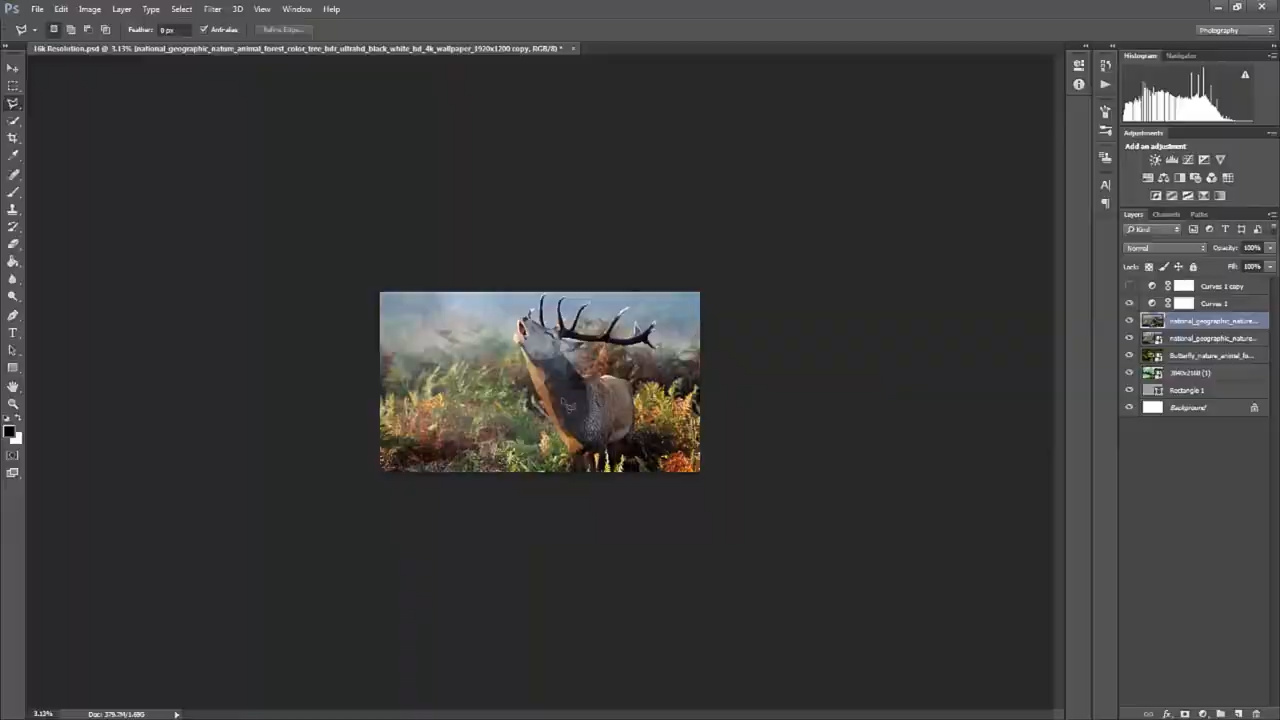 Ps File Edit Image Layer Type Select Filter 3D View Window Help
Feather: 0 px Anti-alias Refine Edge... Photography
16k Resolution.psd @ 3.13% (national_geographic_nature_animal_forest_color_tree_bdr_ultrahd_black_white_hd_4k_wallpaper_1920x1200 copy, RGB/8) *
Histogram Navigator
Adjustments
Add an adjustment
Layers Channels Paths
Kind
Normal Opacity: 100%
Lock: Fill: 100%
Curves 1 copy
Curves 1
national_geographic_nature...
national_geographic_nature...
Butterfly_nature_animal_fo...
3840x2160 (1)
Rectangle 1
Background
3.13% Doc: 379.7M/1.69G